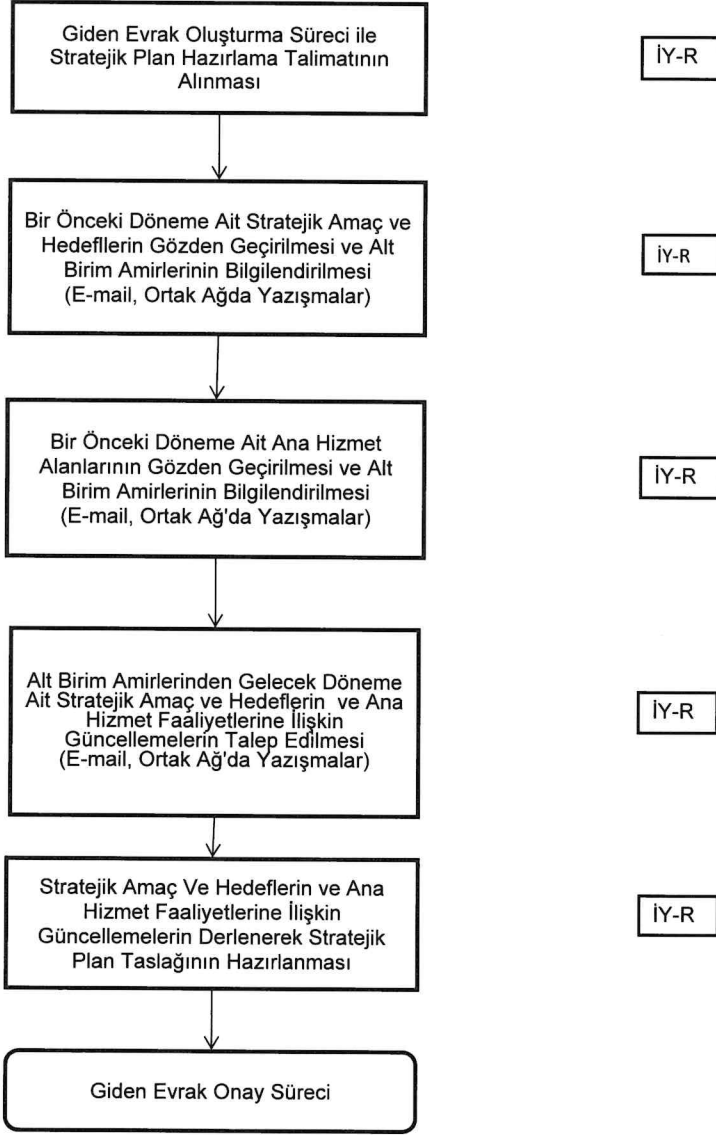 Giden Evrak Oluşturma Süreci ile
Stratejik Plan Hazırlama Talimatının
Alınması
İY-R
Bir Önceki Döneme Ait Stratejik Amaç ve
Hedefllerin Gözden Geçirilmesi ve Alt
Birim Amirlerinin Bilgilendirilmesi
(E-mail, Ortak Ağda Yazışmalar)
İY-R
Bir Önceki Döneme Ait Ana Hizmet
Alanlarının Gözden Geçirilmesi ve Alt
Birim Amirlerinin Bilgilendirilmesi
(E-mail, Ortak Ağ'da Yazışmalar)
İY-R
Alt Birim Amirlerinden Gelecek Döneme
Ait Stratejik Amaç ve Hedeflerin ve Ana
Hizmet Faaliyetlerine İlişkin
Güncellemelerin Talep Edilmesi
(E-mail, Ortak Ağ'da Yazışmalar)
İY-R
Stratejik Amaç Ve Hedeflerin ve Ana
Hizmet Faaliyetlerine İlişkin
Güncellemelerin Derlenerek Stratejik
Plan Taslağının Hazırlanması
İY-R
Giden Evrak Onay Süreci